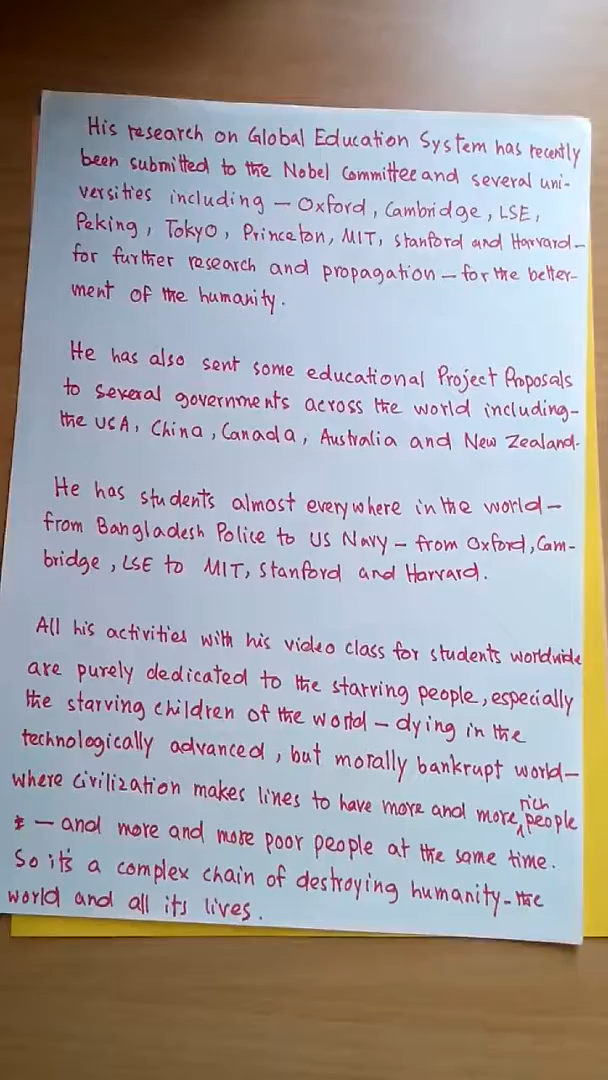 His research on Global Education System has recently
been submitted to the Nobel Committee and several uni-
versities including — Oxford, Cambridge, LSE,
Peking, Tokyo, Princeton, MIT, Stanford and Harvard —
for further research and propagation — for the better-
ment of the humanity.
He has also sent some educational Project Proposals
to several governments across the world including —
the USA, China, Canada, Australia and New Zealand.
He has students almost everywhere in the world —
from Bangladesh Police to US Navy — from Oxford, Cam-
bridge, LSE to MIT, Stanford and Harvard.
All his activities with his video class for students worldwide
are purely dedicated to the starving people, especially
the starving children of the world — dying in the
technologically advanced, but morally bankrupt world —
where civilization makes lines to have more and more rich people
* — and more and more poor people at the same time.
So it's a complex chain of destroying humanity - the
world and all its lives.